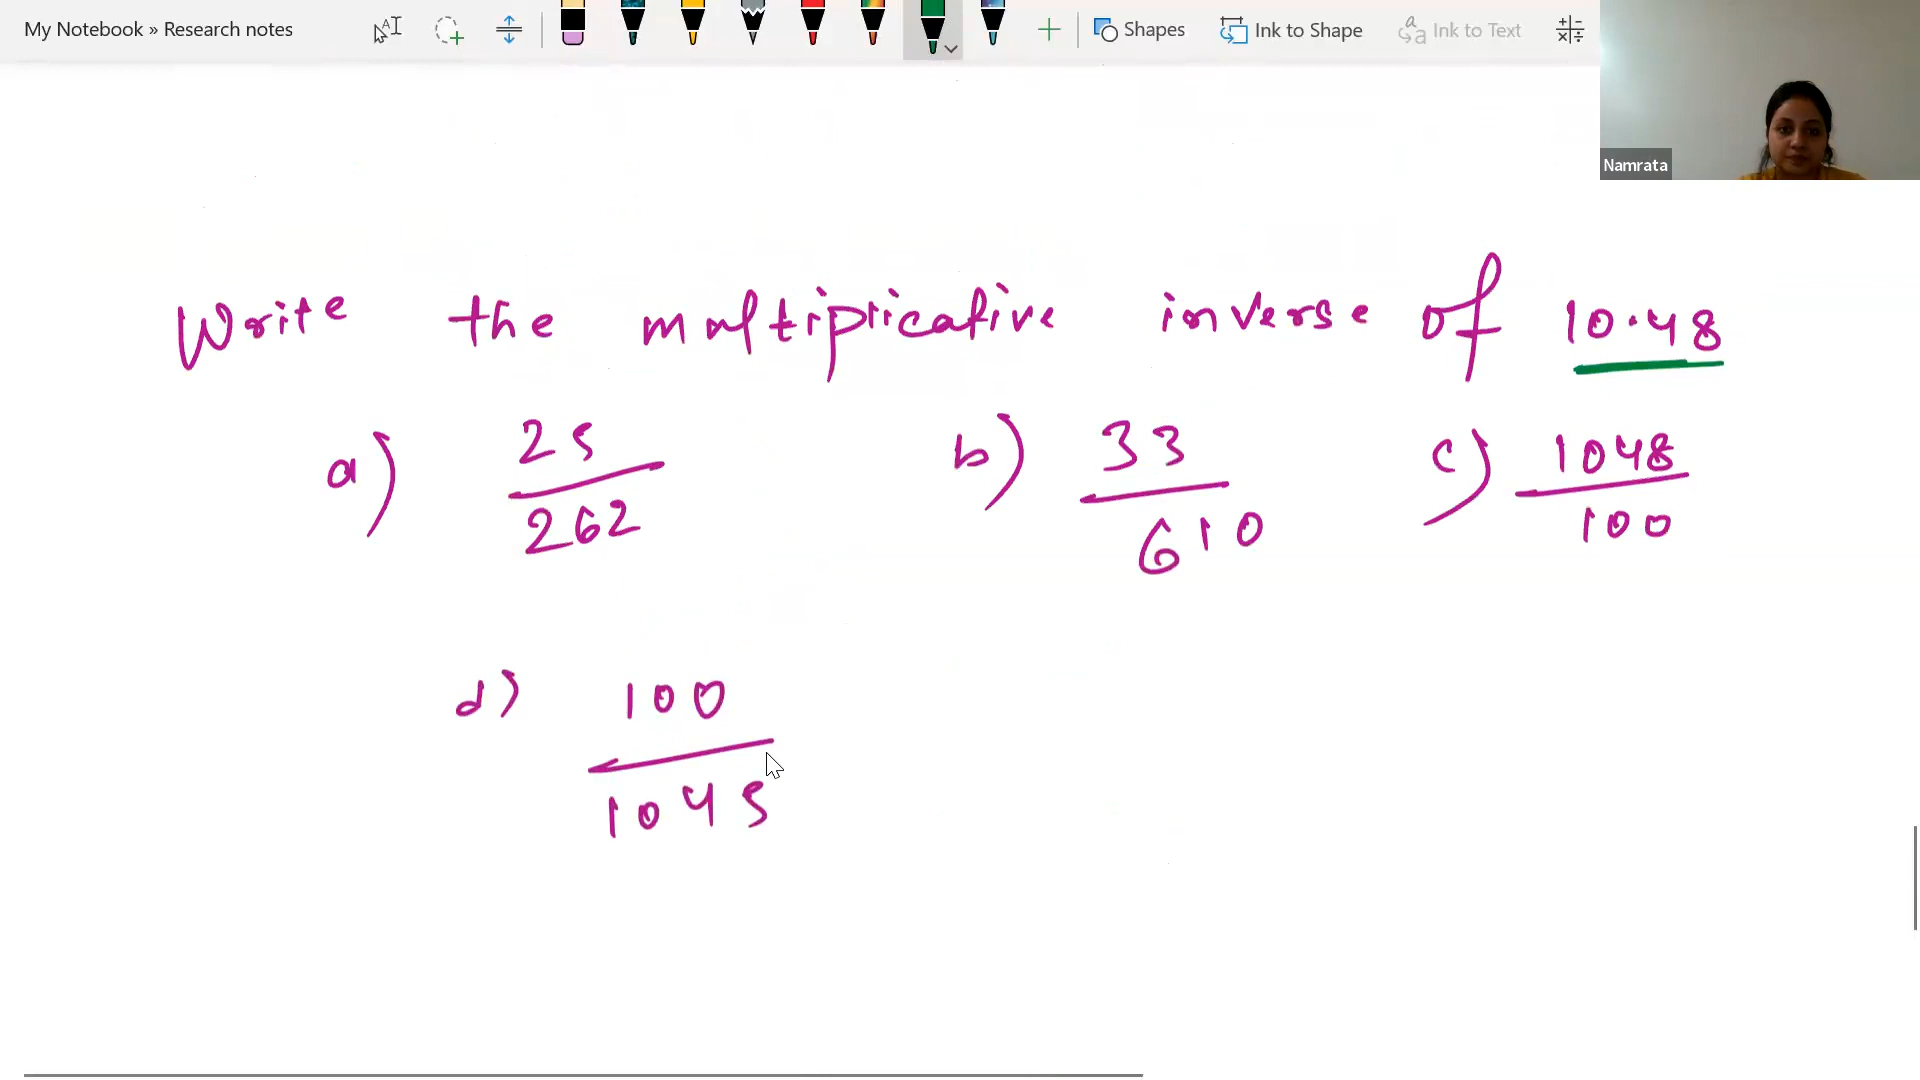 My Notebook » Research notes
Shapes
Ink to Shape
Ink to Text
Namrata
Write the multiplicative inverse of 10.48
a) 25/262 b) 33/610 c) 1048/100
d) 100/1045